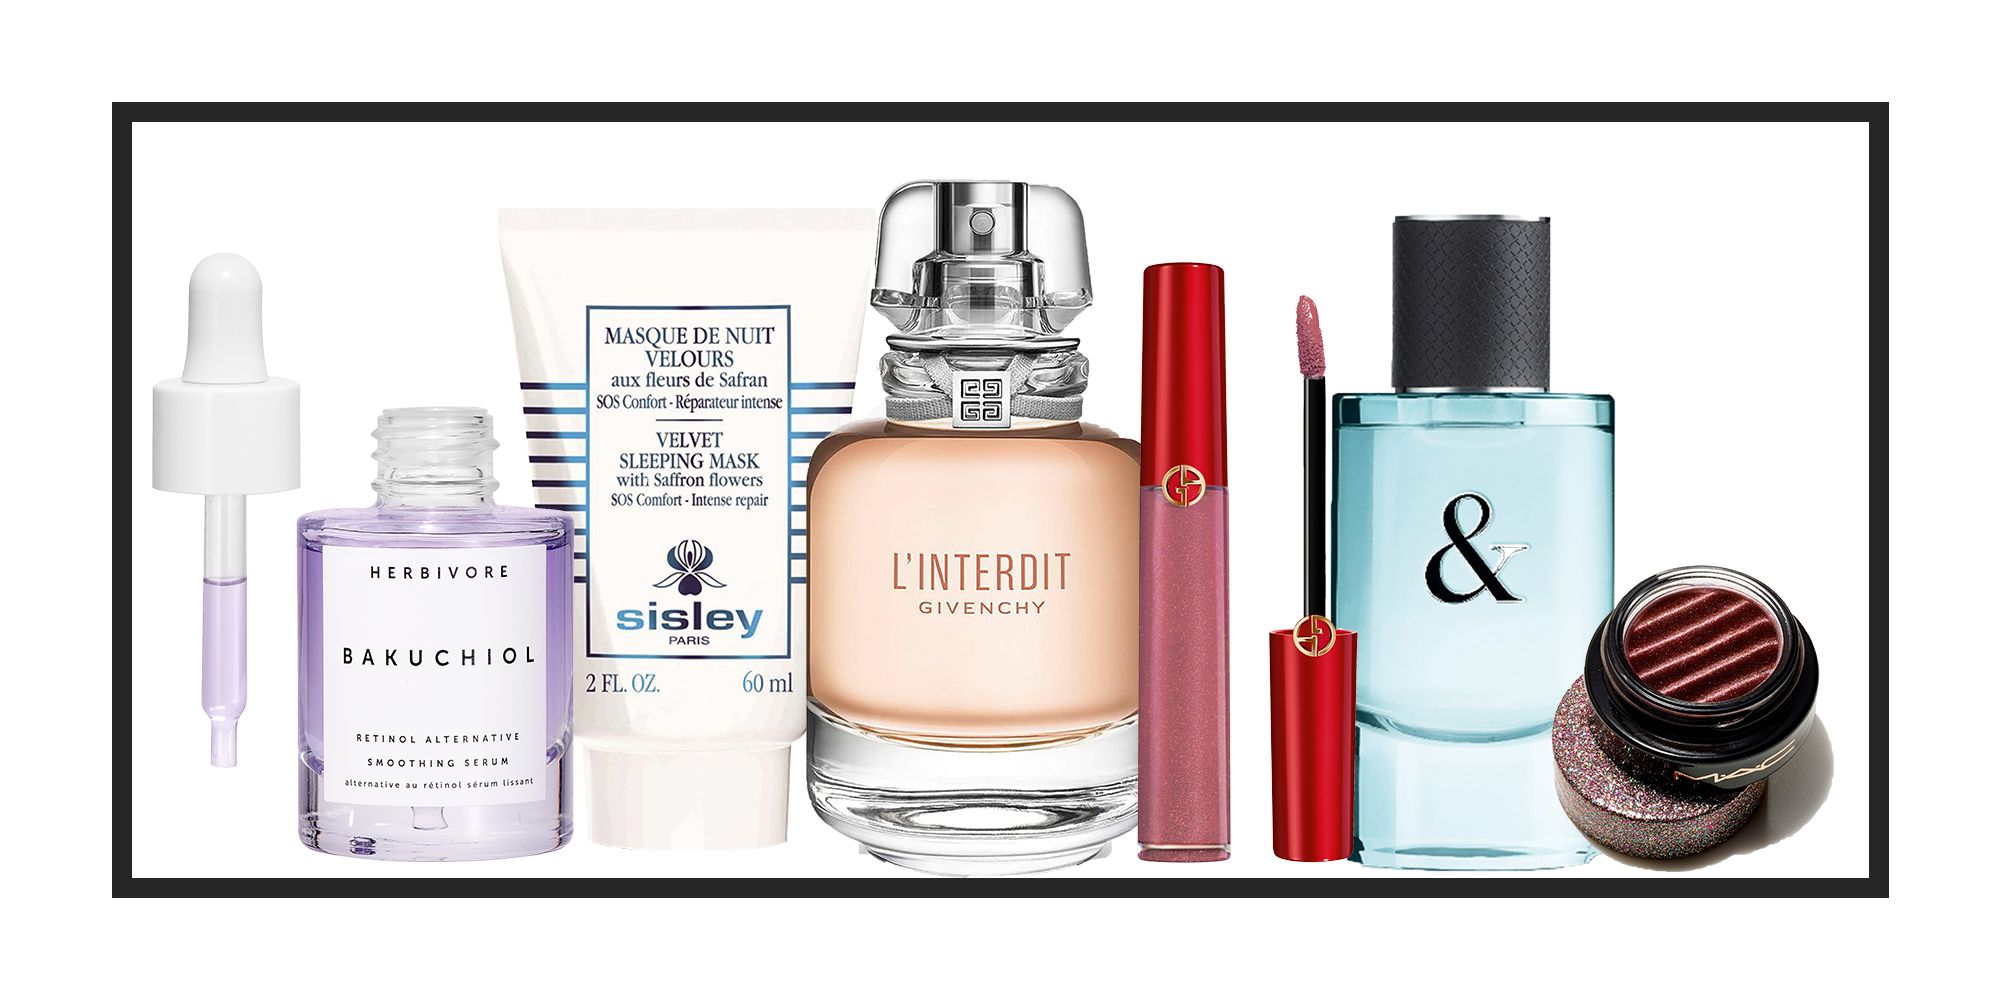 HERBIVORE
BAKUCHIOL
RETINOL ALTERNATIVE
SMOOTHING SERUM
alternative au rétinol sérum lissant
MASQUE DE NUIT
VELOURS
aux fleurs de Safran
SOS Confort - Réparateur intense
VELVET
SLEEPING MASK
with Saffron flowers
SOS Comfort - Intense repair
sisley
PARIS
2 FL. OZ. 60 ml
L'INTERDIT
GIVENCHY
&
M·A·C